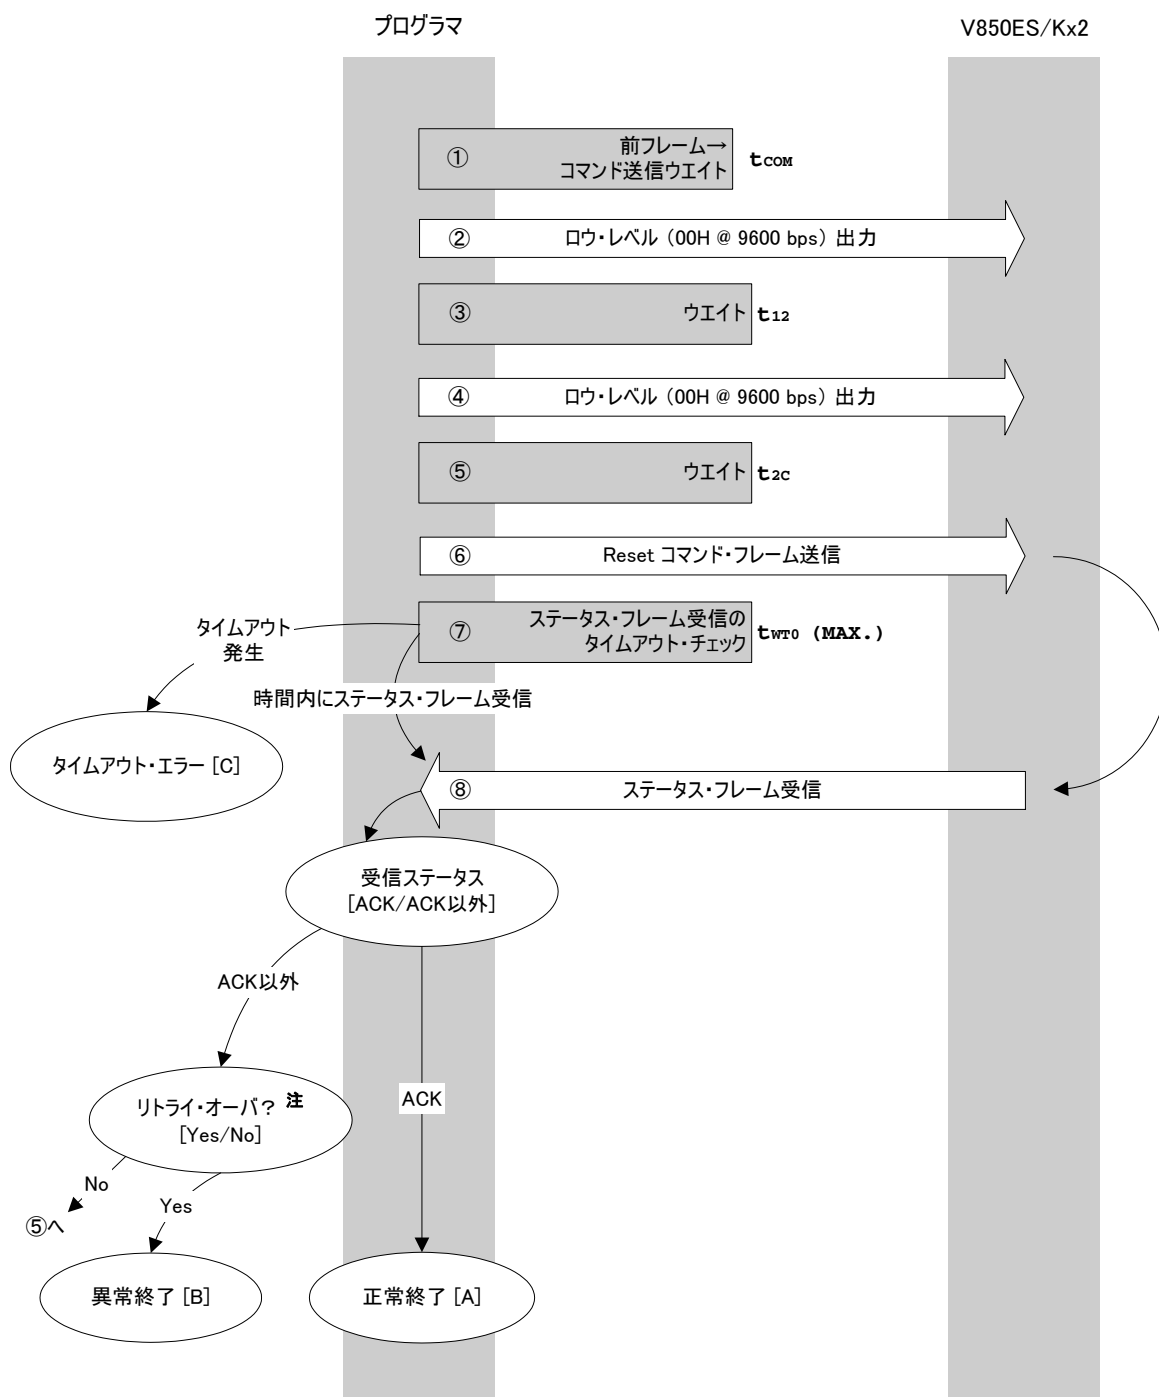 プログラマ
V850ES/Kx2
① 前フレーム→
コマンド送信ウエイト
tCOM
② ロウ・レベル（00H @ 9600 bps）出力
③ ウエイト
t12
④ ロウ・レベル（00H @ 9600 bps）出力
⑤ ウエイト
t2C
⑥ Reset コマンド・フレーム送信
⑦ ステータス・フレーム受信の
タイムアウト・チェック
tWT0 (MAX.)
タイムアウト
発生
時間内にステータス・フレーム受信
タイムアウト・エラー [C]
⑧ ステータス・フレーム受信
受信ステータス
[ACK/ACK以外]
ACK以外
リトライ・オーバ？ 注
[Yes/No]
ACK
No
Yes
⑤へ
異常終了 [B]
正常終了 [A]